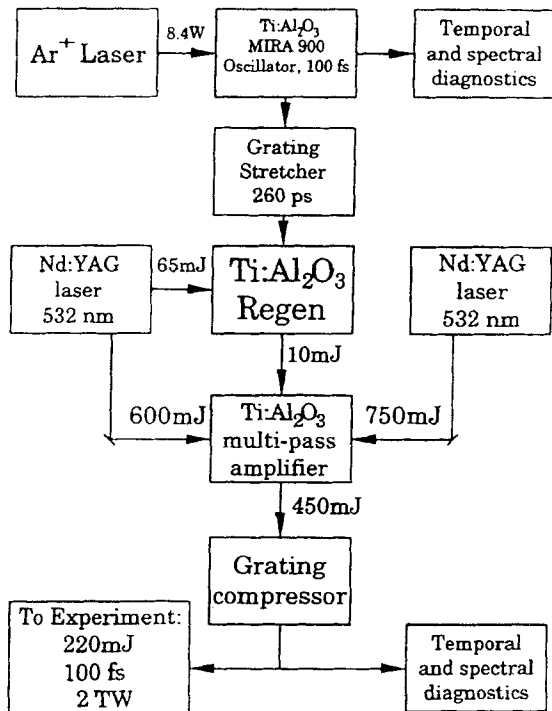 Ar+ Laser
8.4W
Ti:Al2O3
MIRA 900
Oscillator, 100 fs
Temporal
and spectral
diagnostics
Grating
Stretcher
260 ps
Nd:YAG
laser
532 nm
65mJ
Ti:Al2O3
Regen
Nd:YAG
laser
532 nm
10mJ
600mJ
Ti:Al2O3
multi-pass
amplifier
750mJ
450mJ
Grating
compressor
To Experiment:
220mJ
100 fs
2 TW
Temporal
and spectral
diagnostics